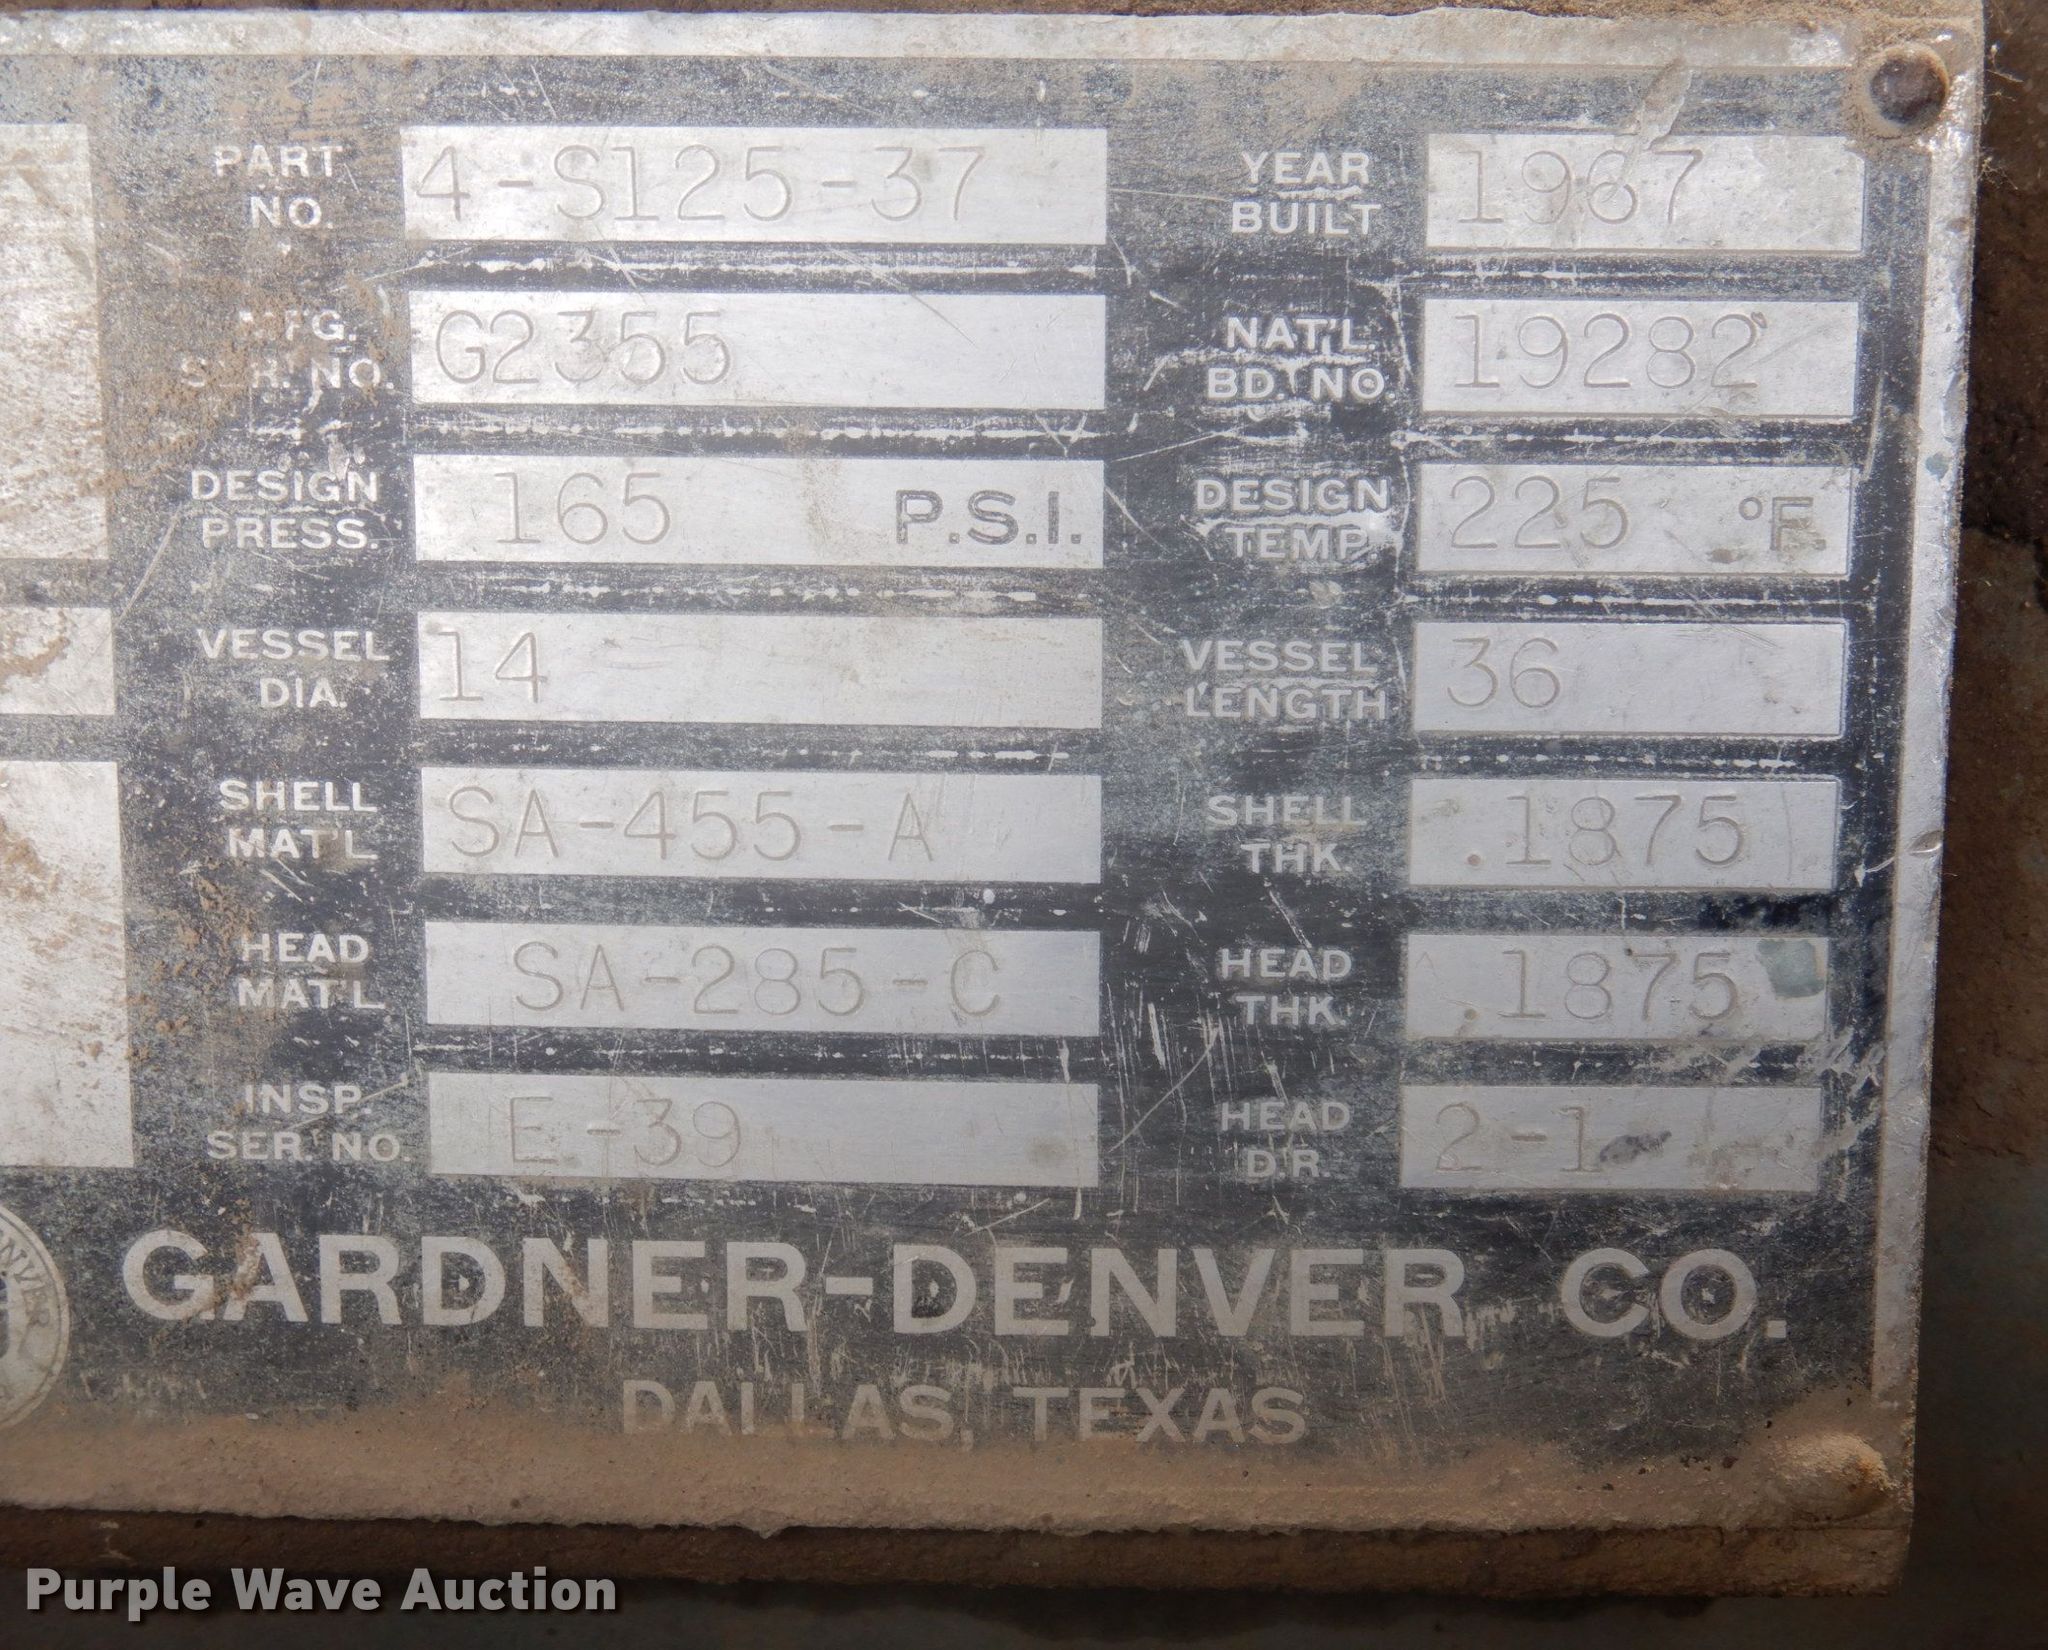 PART NO. 4-S125-37 YEAR BUILT 1967
MFG. SER. NO. G2355 NAT'L. BD. NO. 19282
DESIGN PRESS. 165 P.S.I. DESIGN TEMP. 225 °F.
VESSEL DIA. 14 VESSEL LENGTH 36
SHELL MAT'L SA-455-A SHELL THK. .1875
HEAD MAT'L SA-285-C HEAD THK. .1875
INSP. SER. NO. E-39 HEAD D.R. 2-1
ENVER
GARDNER-DENVER CO.
DALLAS, TEXAS
Purple Wave Auction